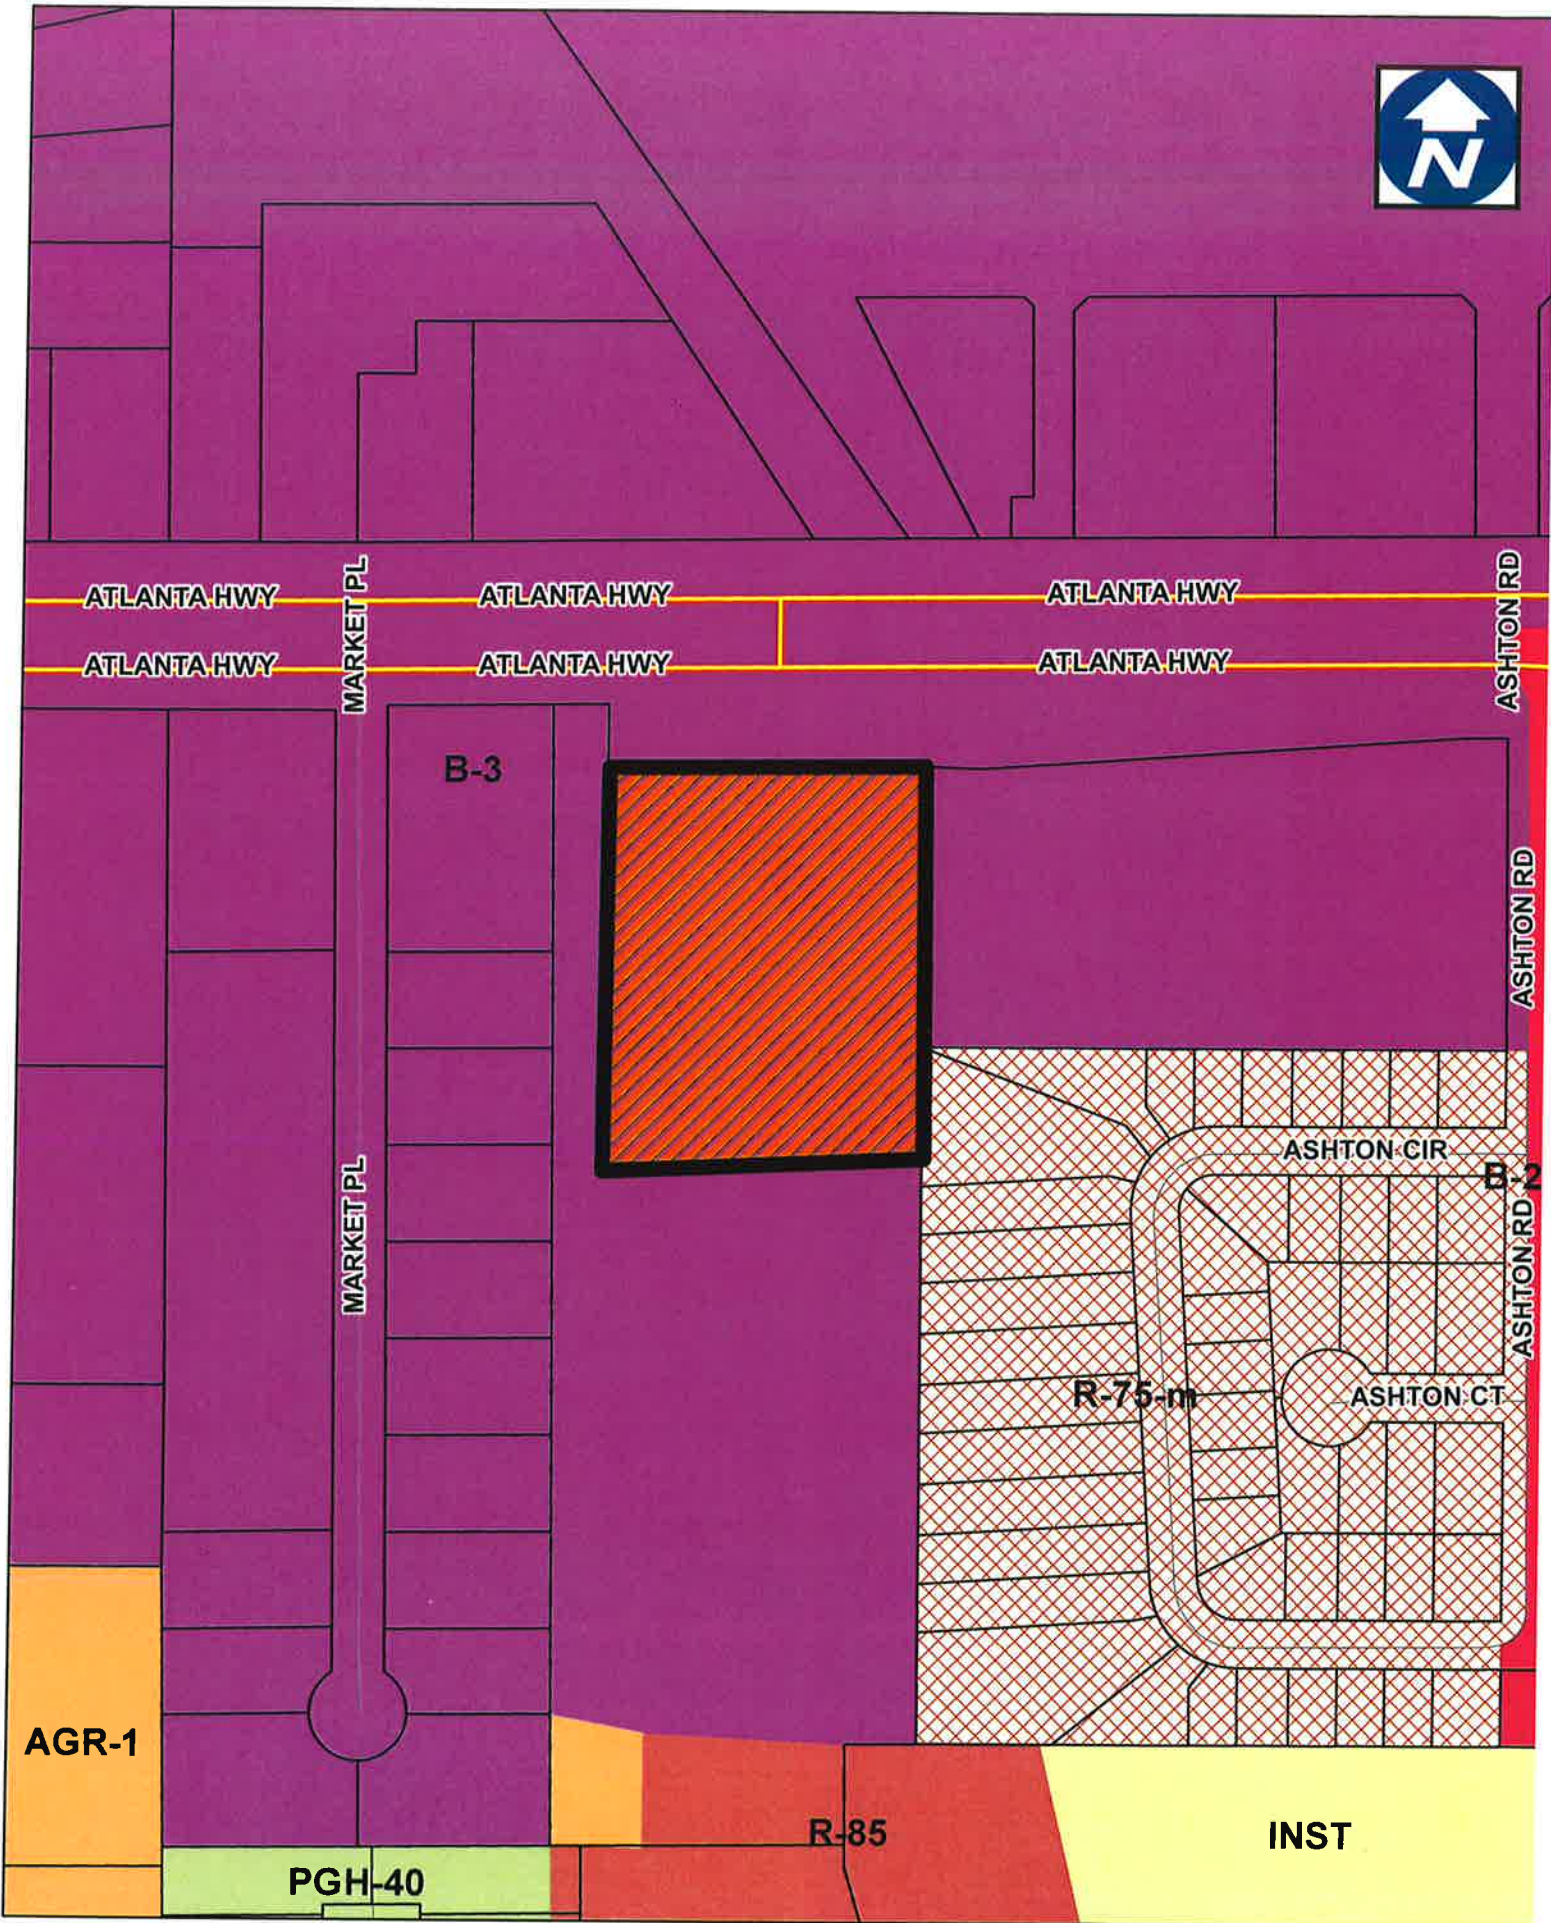 N
ATLANTA HWY
ATLANTA HWY
ATLANTA HWY
ATLANTA HWY
ATLANTA HWY
ATLANTA HWY
MARKET PL
ASHTON RD
B-3
ASHTON RD
ASHTON CIR
B-2
MARKET PL
ASHTON RD
R-75-m
ASHTON CT
AGR-1
R-85
INST
PGH-40